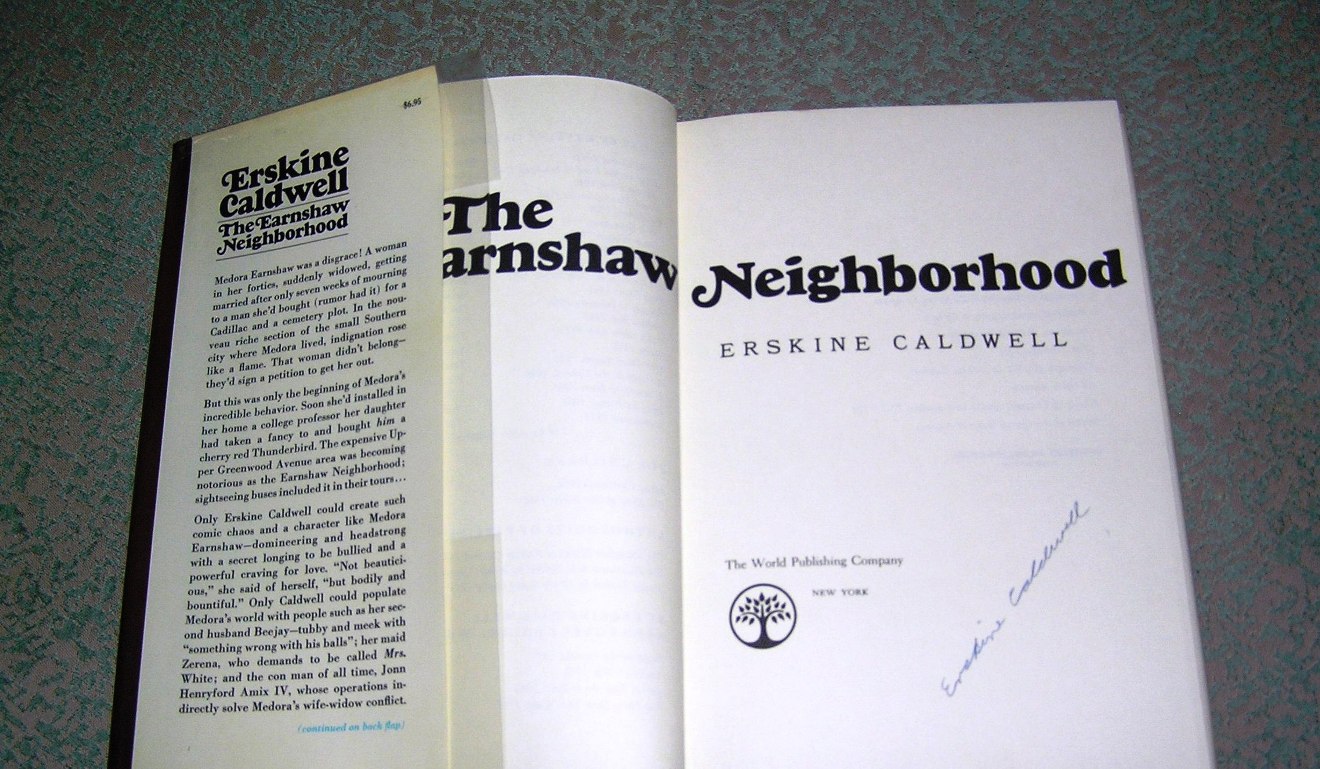 $6.95
Erskine
Caldwell
The Earnshaw
Neighborhood
Medora Earnshaw was a disgrace! A woman
in her forties, suddenly widowed, getting
married after only seven weeks of mourning
to a man she'd bought (rumor had it) for a
Cadillac and a cemetery plot. In the nou-
veau riche section of the small Southern
city where Medora lived, indignation rose
like a flame. That woman didn't belong—
they'd sign a petition to get her out.
But this was only the beginning of Medora's
incredible behavior. Soon she'd installed in
her home a college professor her daughter
had taken a fancy to and bought him a
cherry red Thunderbird. The expensive Up-
per Greenwood Avenue area was becoming
notorious as the Earnshaw Neighborhood;
sightseeing buses included it in their tours...
Only Erskine Caldwell could create such
comic chaos and a character like Medora
Earnshaw—domineering and headstrong
with a secret longing to be bullied and a
powerful craving for love. "Not beautici-
ous," she said of herself, "but bodily and
bountiful." Only Caldwell could populate
Medora's world with people such as her sec-
ond husband Beejay—tubby and meek with
"something wrong with his balls"; her maid
Zerena, who demands to be called Mrs.
White; and the con man of all time, Jonn
Henryford Amix IV, whose operations in-
directly solve Medora's wife-widow conflict.
(continued on back flap)
The
arnshaw Neighborhood
ERSKINE CALDWELL
The World Publishing Company
NEW YORK
Erskine Caldwell